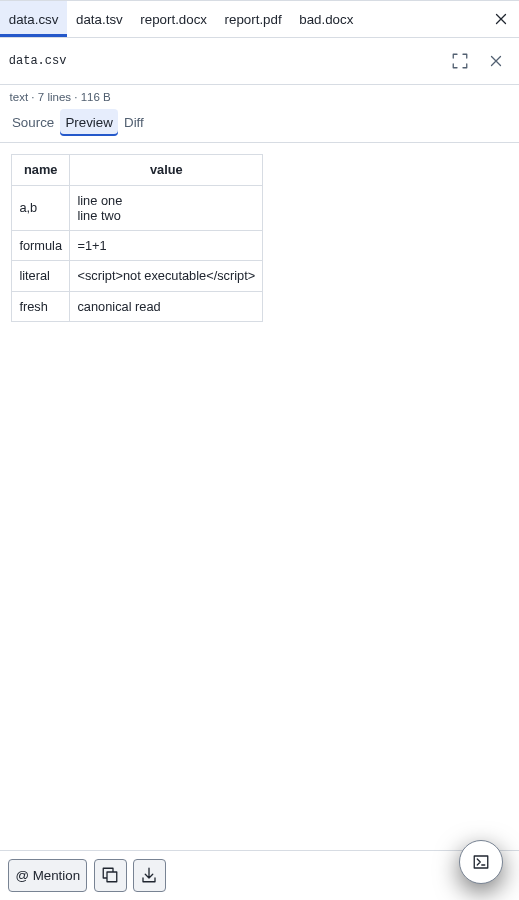 data.csv data.tsv report.docx report.pdf bad.docx
data.csv
text · 7 lines · 116 B
Source Preview Diff
name value
a,b line one
line two
formula =1+1
literal <script>not executable</script>
fresh canonical read
@ Mention